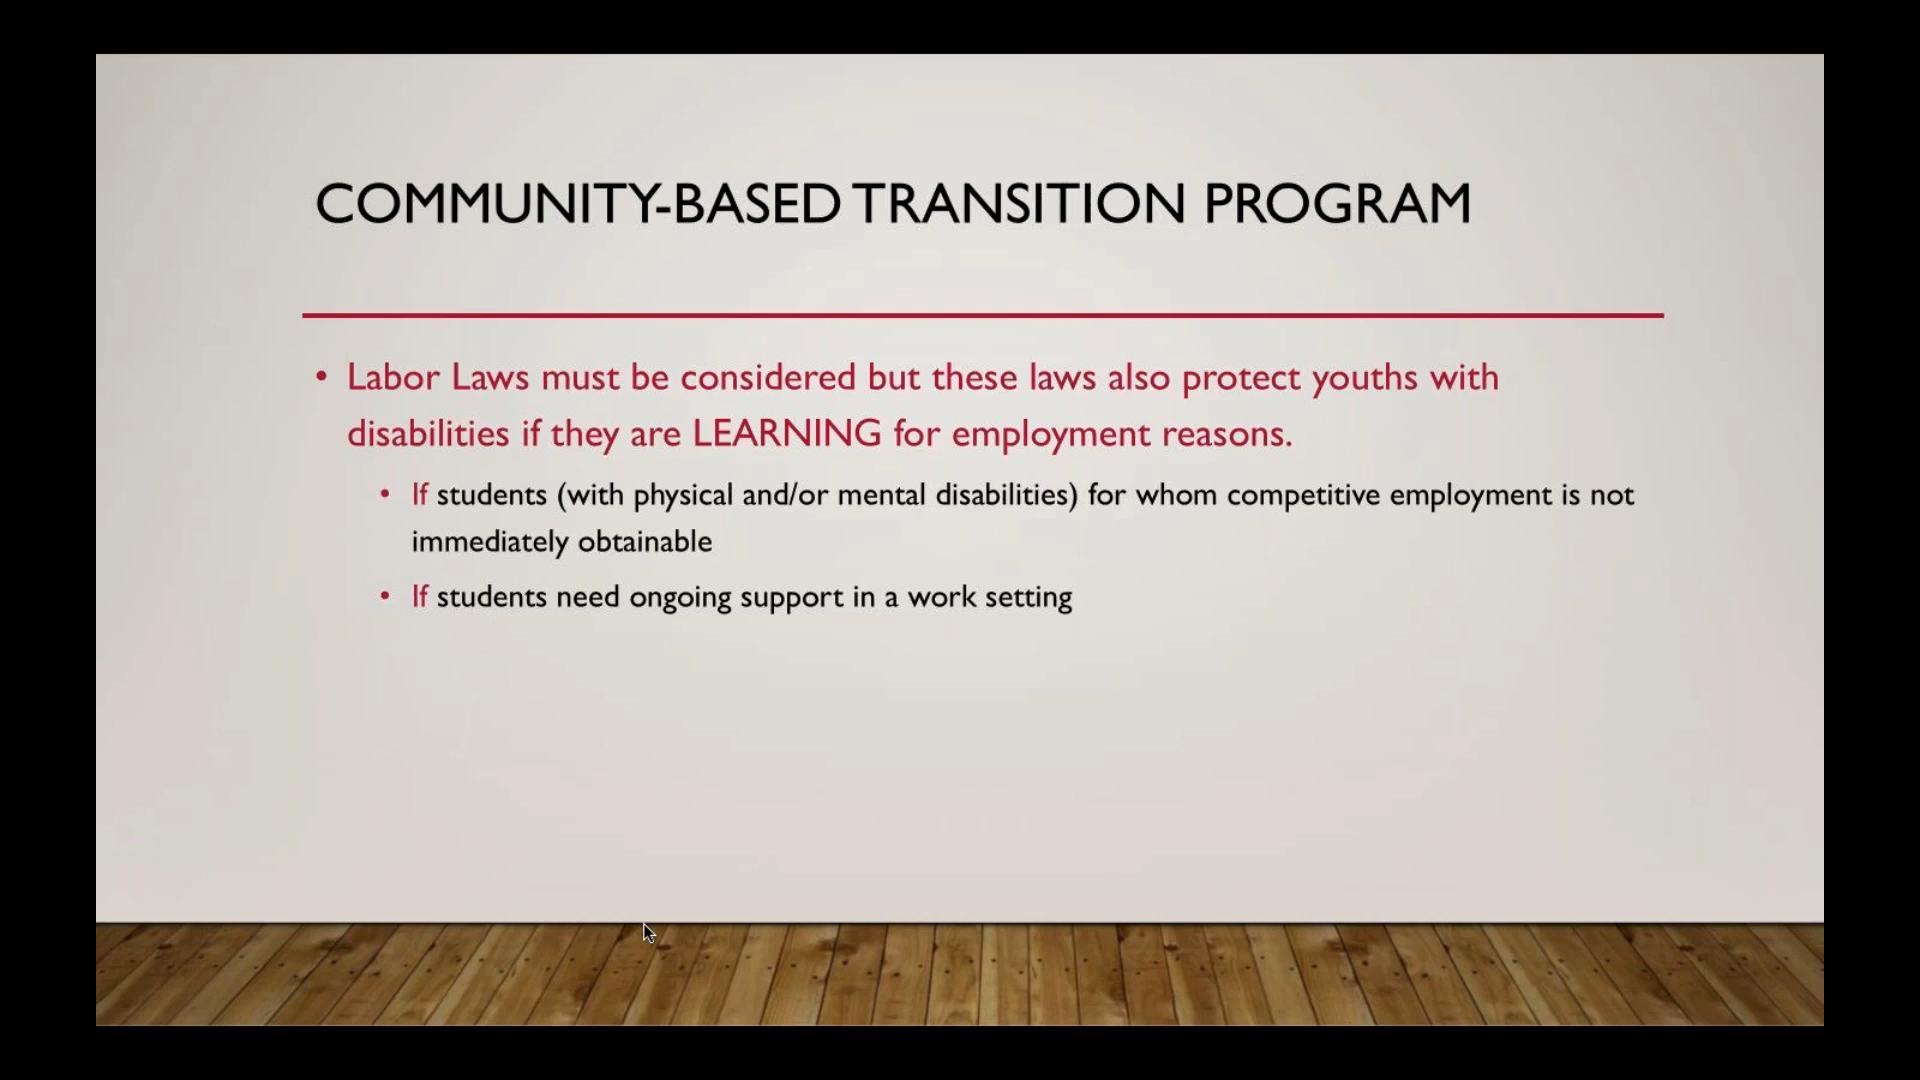 COMMUNITY-BASED TRANSITION PROGRAM
• Labor Laws must be considered but these laws also protect youths with
disabilities if they are LEARNING for employment reasons.
• If students (with physical and/or mental disabilities) for whom competitive employment is not
immediately obtainable
• If students need ongoing support in a work setting